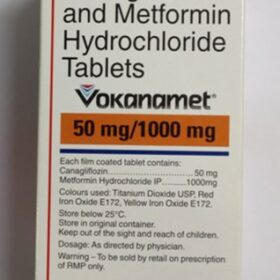 and Metformin
Hydrochloride
Tablets
Vokanamet®
50 mg/1000 mg
Each film coated tablet contains:
Canagliflozin............................ 50 mg
Metformin Hydrochloride IP..........1000mg
Colours used: Titanium Dioxide USP, Red
Iron Oxide E172, Yellow Iron Oxide E172.
Store below 25°C.
Store in original container.
Keep out of the sight and reach of children.
Dosage: As directed by physician.
Warning – To be sold by retail on prescription
of RMP only.